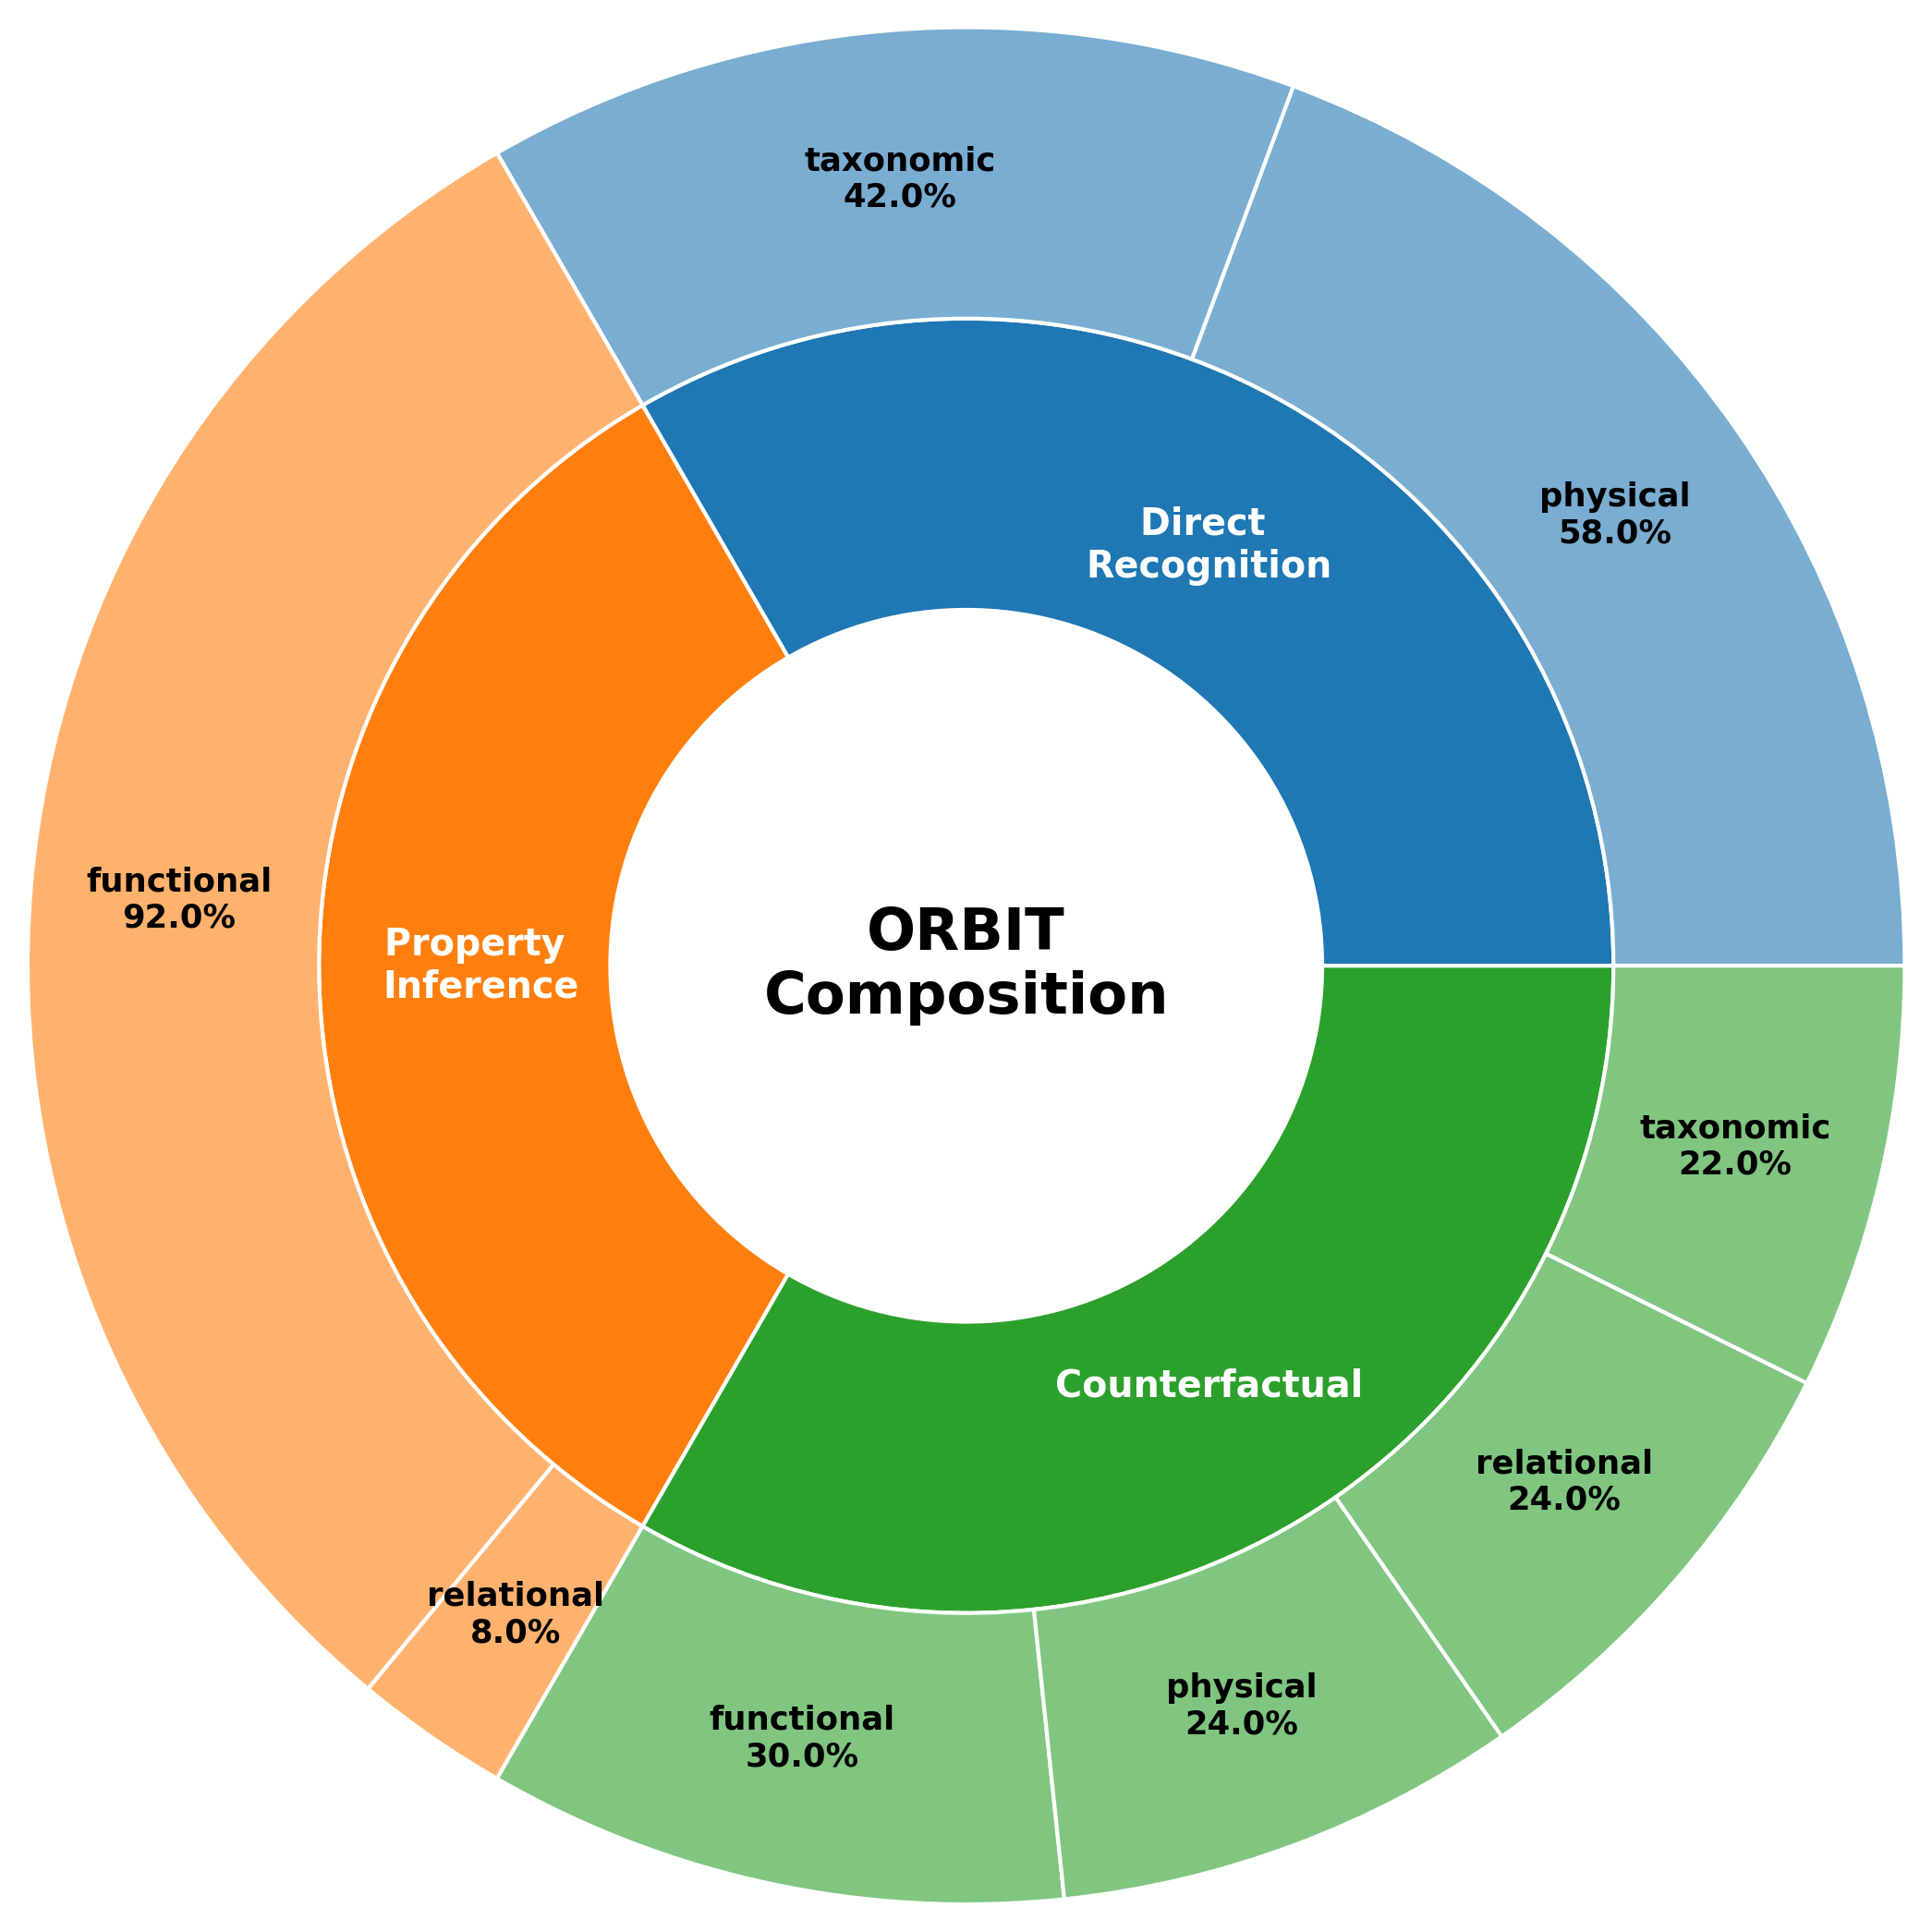 taxonomic
42.0%
physical
58.0%
Direct
Recognition
functional
92.0%
Property
Inference
ORBIT
Composition
taxonomic
22.0%
Counterfactual
relational
24.0%
relational
8.0%
physical
24.0%
functional
30.0%